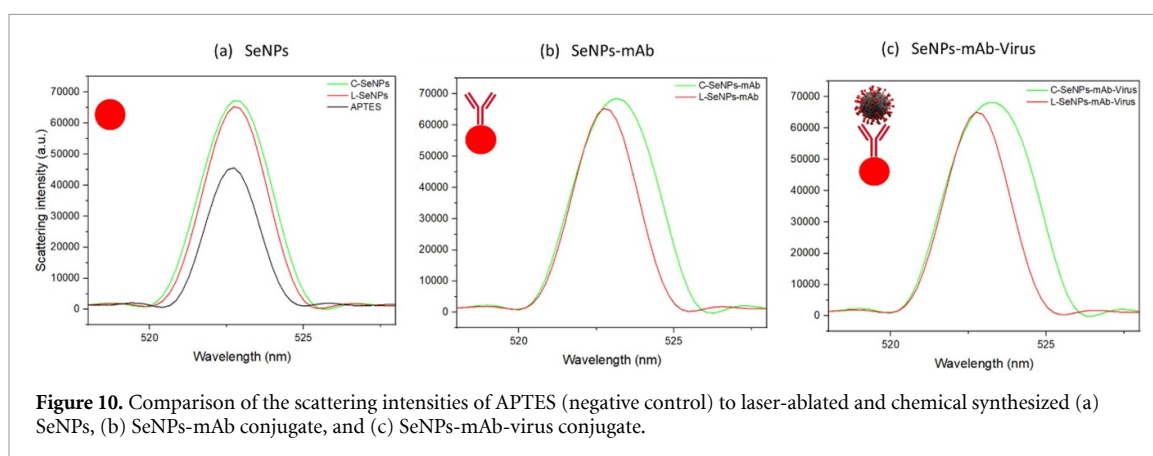 (a) SeNPs
(b) SeNPs-mAb
(c) SeNPs-mAb-Virus
C-SeNPs
L-SeNPs
APTES
70000
60000
50000
40000
30000
20000
10000
0
Scattering intensity (a.u.)
520
525
Wavelength (nm)
C-SeNPs-mAb
L-SeNPs-mAb
70000
60000
50000
40000
30000
20000
10000
0
520
525
Wavelength (nm)
C-SeNPs-mAb-Virus
L-SeNPs-mAb-Virus
70000
60000
50000
40000
30000
20000
10000
0
520
525
Wavelength (nm)
Figure 10. Comparison of the scattering intensities of APTES (negative control) to laser-ablated and chemical synthesized (a)
SeNPs, (b) SeNPs-mAb conjugate, and (c) SeNPs-mAb-virus conjugate.